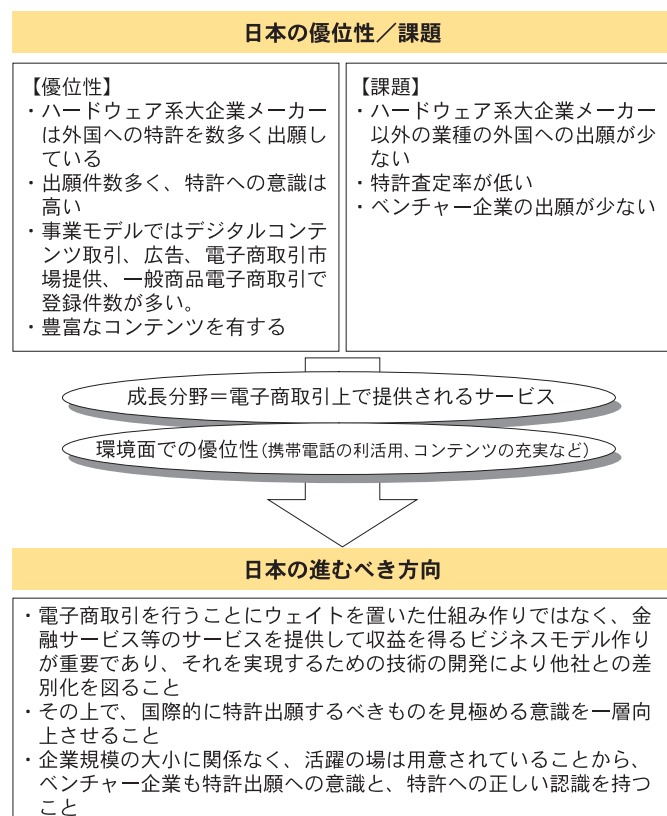 日本の優位性／課題
【優位性】
・ハードウェア系大企業メーカー
は外国への特許を数多く出願し
ている
・出願件数多く、特許への意識は
高い
・事業モデルではデジタルコンテ
ンツ取引、広告、電子商取引市
場提供、一般商品電子商取引で
登録件数が多い。
・豊富なコンテンツを有する
【課題】
・ハードウェア系大企業メーカー
以外の業種の外国への出願が少
ない
・特許査定率が低い
・ベンチャー企業の出願が少ない
成長分野＝電子商取引上で提供されるサービス
環境面での優位性（携帯電話の利活用、コンテンツの充実など）
日本の進むべき方向
・電子商取引を行うことにウェイトを置いた仕組み作りではなく、金
融サービス等のサービスを提供して収益を得るビジネスモデル作り
が重要であり、それを実現するための技術の開発により他社との差
別化を図ること
・その上で、国際的に特許出願するべきものを見極める意識を一層向
上させること
・企業規模の大小に関係なく、活躍の場は用意されていることから、
ベンチャー企業も特許出願への意識と、特許への正しい認識を持つ
こと